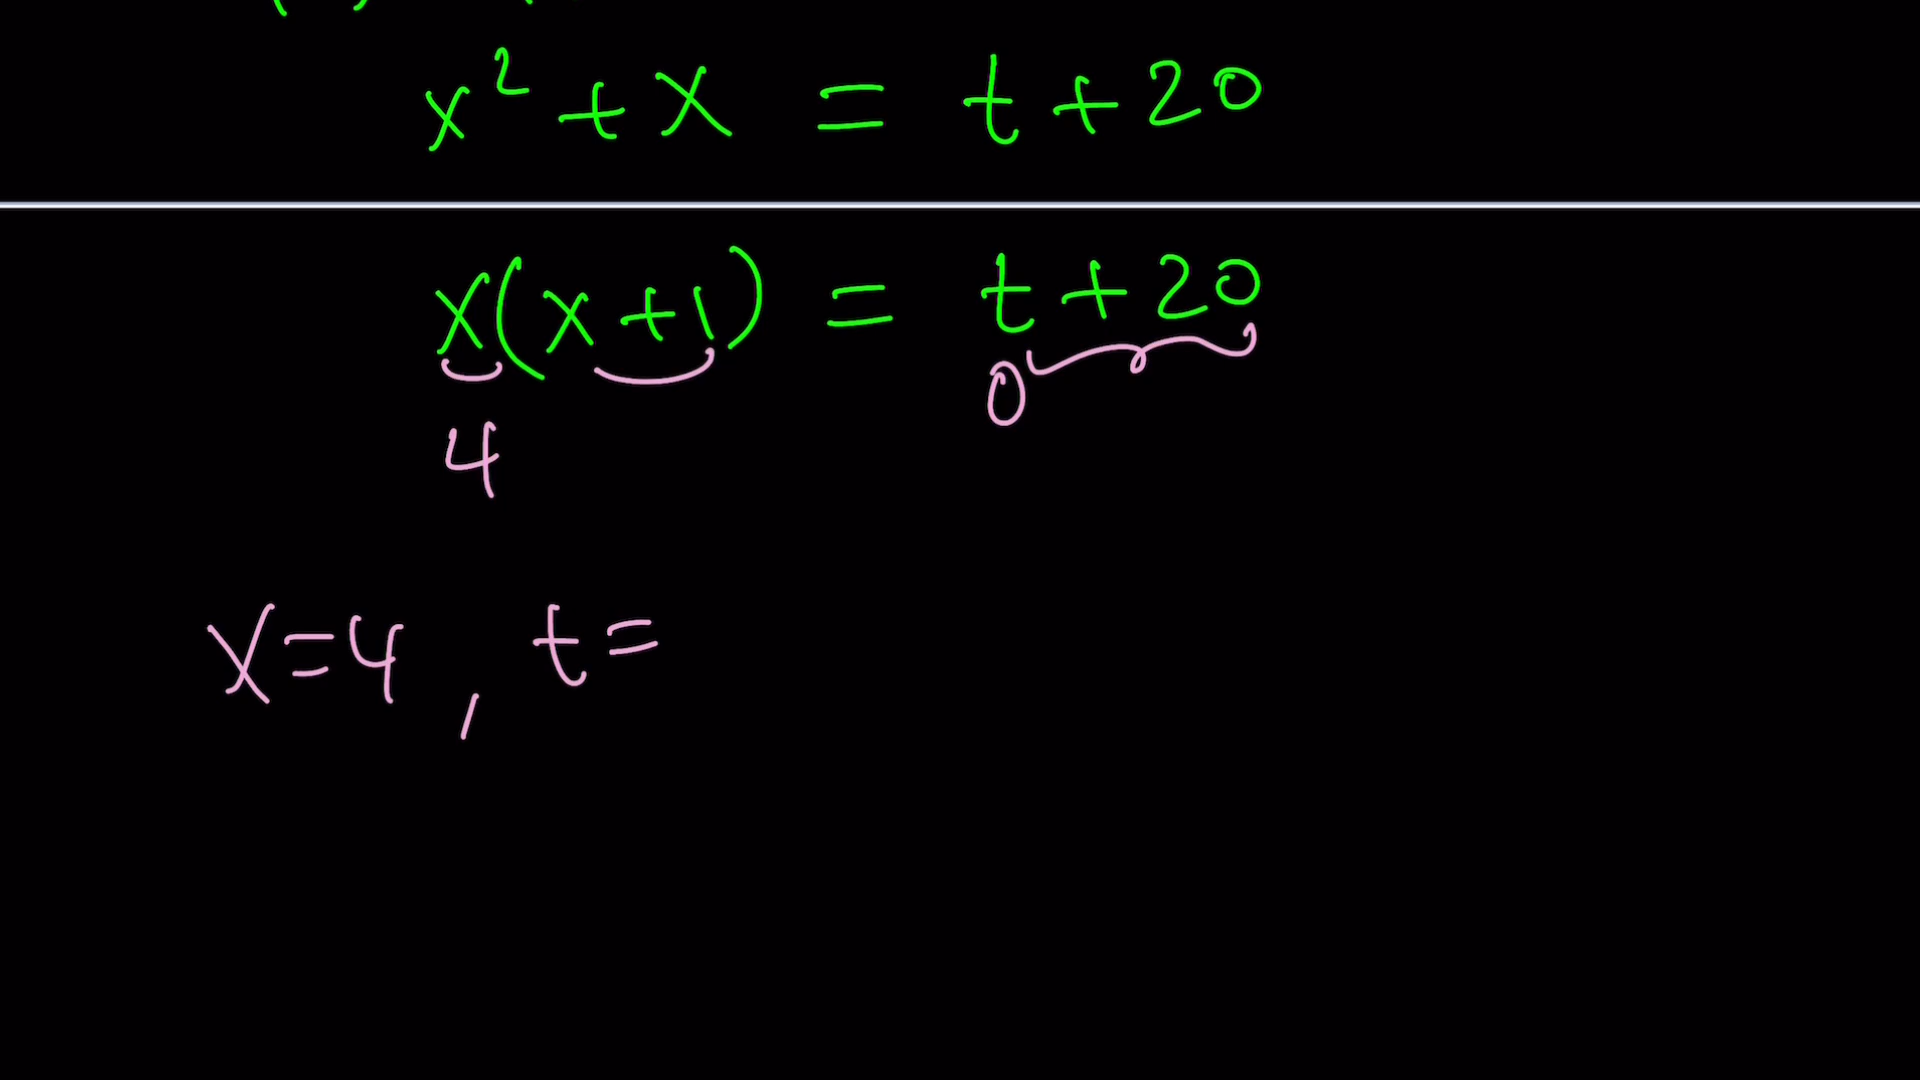 x² + x = t + 20
x(x+1) = t + 20
0
4
x=4, t=